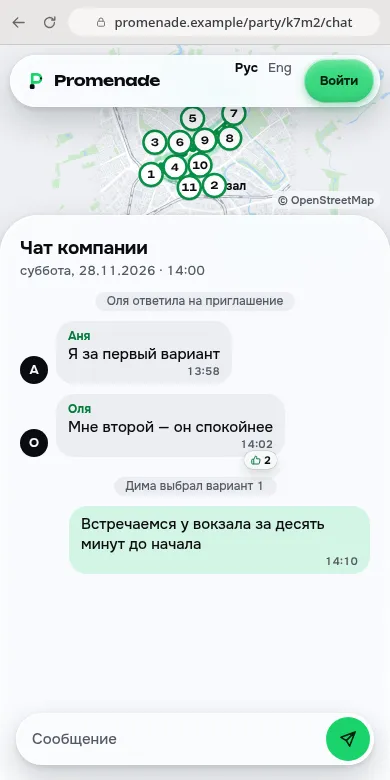 promenade.example/party/k7m2/chat
Promenade
Рус Eng
Войти
5
7
3
6
9
8
1
4
10
11
2
зал
© OpenStreetMap
Чат компании
суббота, 28.11.2026 · 14:00
Оля ответила на приглашение
Аня
Я за первый вариант
13:58
А
Оля
Мне второй — он спокойнее
14:02
О
2
Дима выбрал вариант 1
Встречаемся у вокзала за десять
минут до начала
14:10
Сообщение